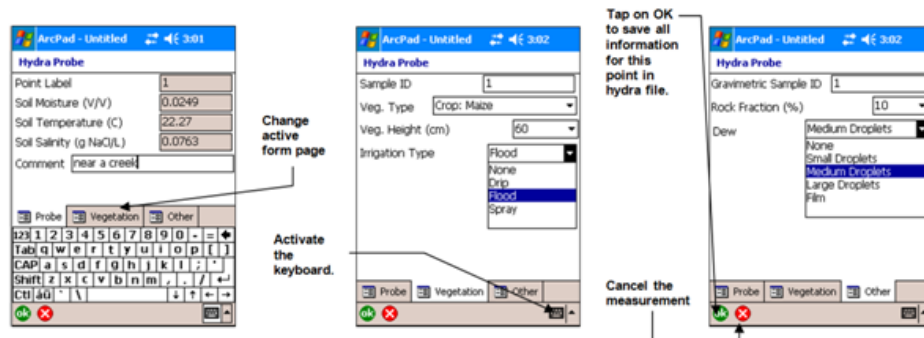 ArcPad - Untitled 3:01
Hydra Probe
Point Label 1
Soil Moisture (V/V) 0.0249
Soil Temperature (C) 22.27
Soil Salinity (g NaCl/L) 0.0763
Comment near a creek
Probe Vegetation Other
123 1 2 3 4 5 6 7 8 9 0 - =
Tab q w e r t y u i o p [ ]
CAP a s d f g h j k l ; '
Shift z x c v b n m , . /
Ctl áü ` \
ok
Change
active
form page
Activate
the
keyboard.
ArcPad - Untitled 3:02
Hydra Probe
Sample ID 1
Veg. Type Crop: Maize
Veg. Height (cm) 60
Irrigation Type Flood
None
Drip
Flood
Spray
Probe Vegetation Other
ok
Tap on OK
to save all
information
for this
point in
hydra file.
Cancel the
measurement
ArcPad - Untitled 3:02
Hydra Probe
Gravimetric Sample ID 1
Rock Fraction (%) 10
Dew Medium Droplets
None
Small Droplets
Medium Droplets
Large Droplets
Film
Probe Vegetation Other
ok